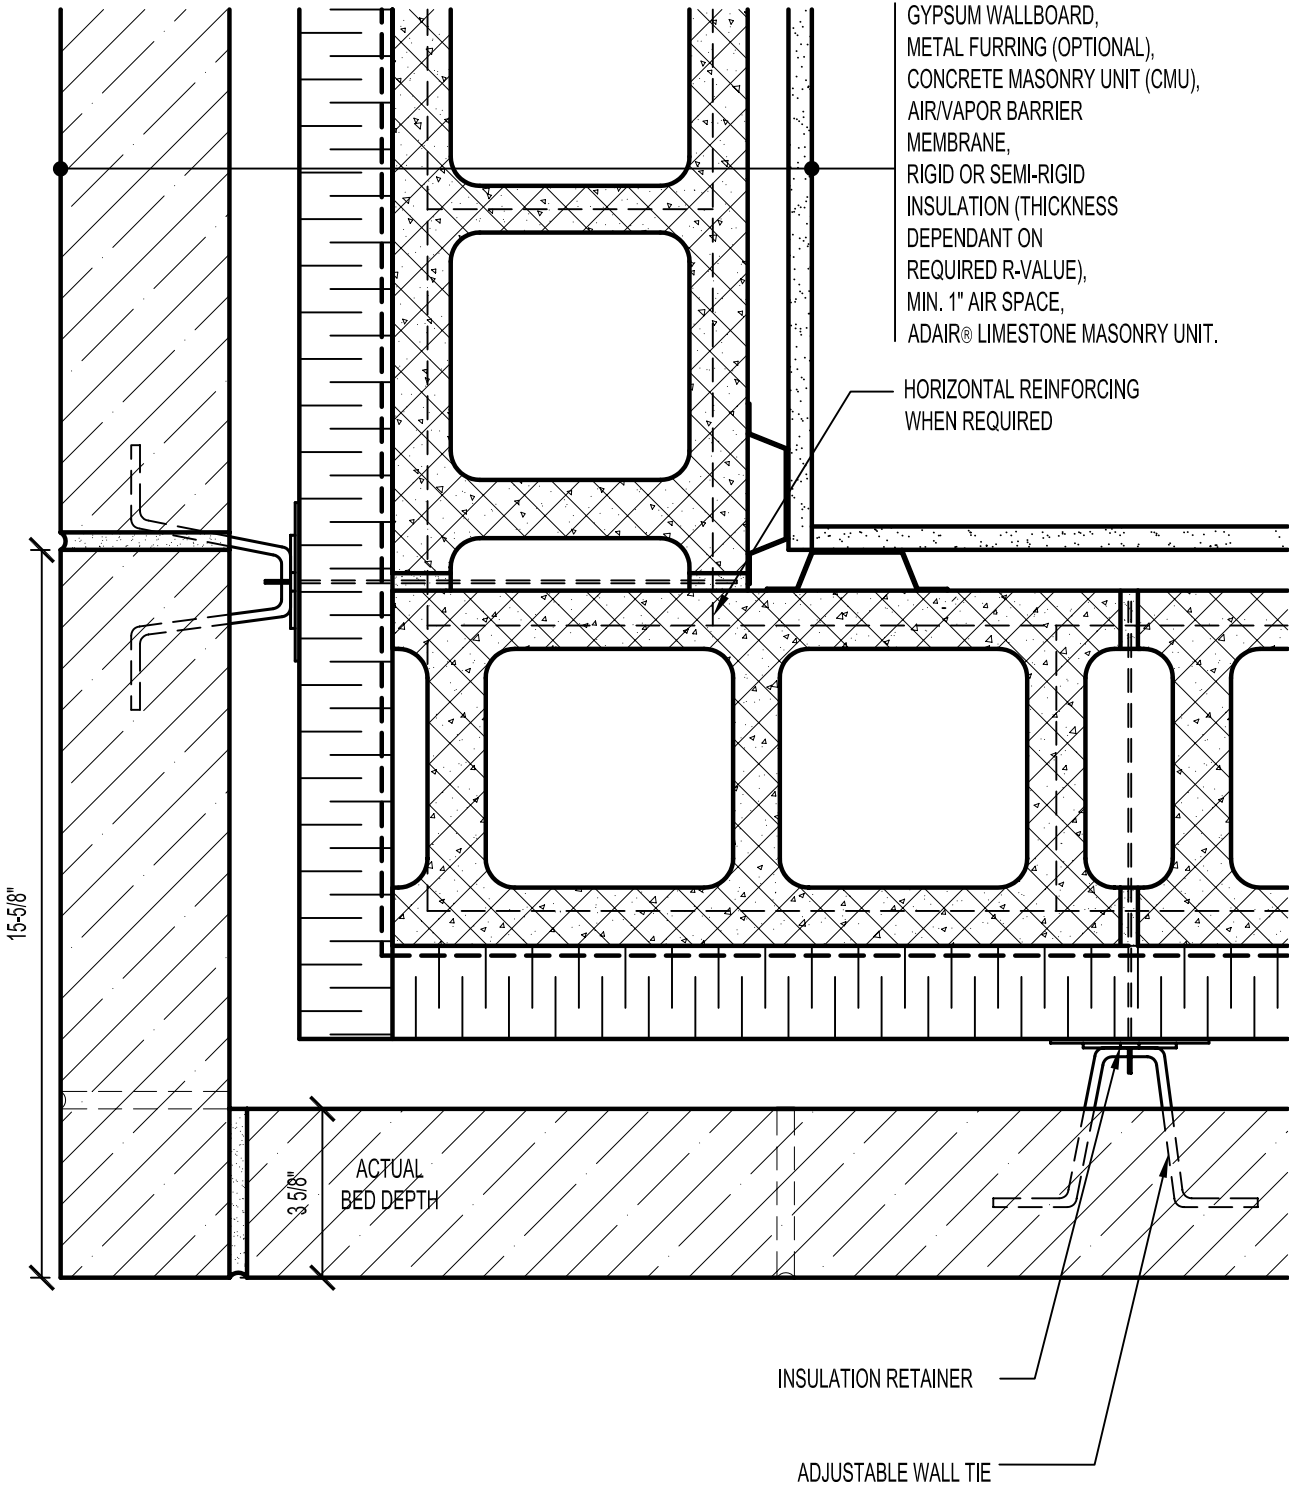 GYPSUM WALLBOARD,
METAL FURRING (OPTIONAL),
CONCRETE MASONRY UNIT (CMU),
AIR/VAPOR BARRIER
MEMBRANE,
RIGID OR SEMI-RIGID
INSULATION (THICKNESS
DEPENDANT ON
REQUIRED R-VALUE),
MIN. 1" AIR SPACE,
ADAIR® LIMESTONE MASONRY UNIT.
HORIZONTAL REINFORCING
WHEN REQUIRED
15-5/8"
3 5/8"
ACTUAL
BED DEPTH
INSULATION RETAINER
ADJUSTABLE WALL TIE